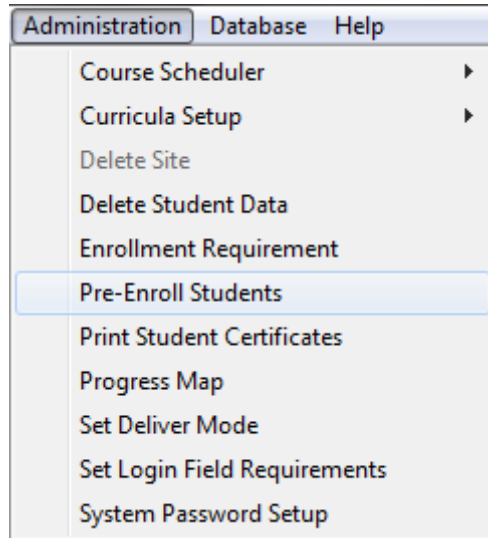 Administration Database Help
Course Scheduler
Curricula Setup
Delete Site
Delete Student Data
Enrollment Requirement
Pre-Enroll Students
Print Student Certificates
Progress Map
Set Deliver Mode
Set Login Field Requirements
System Password Setup